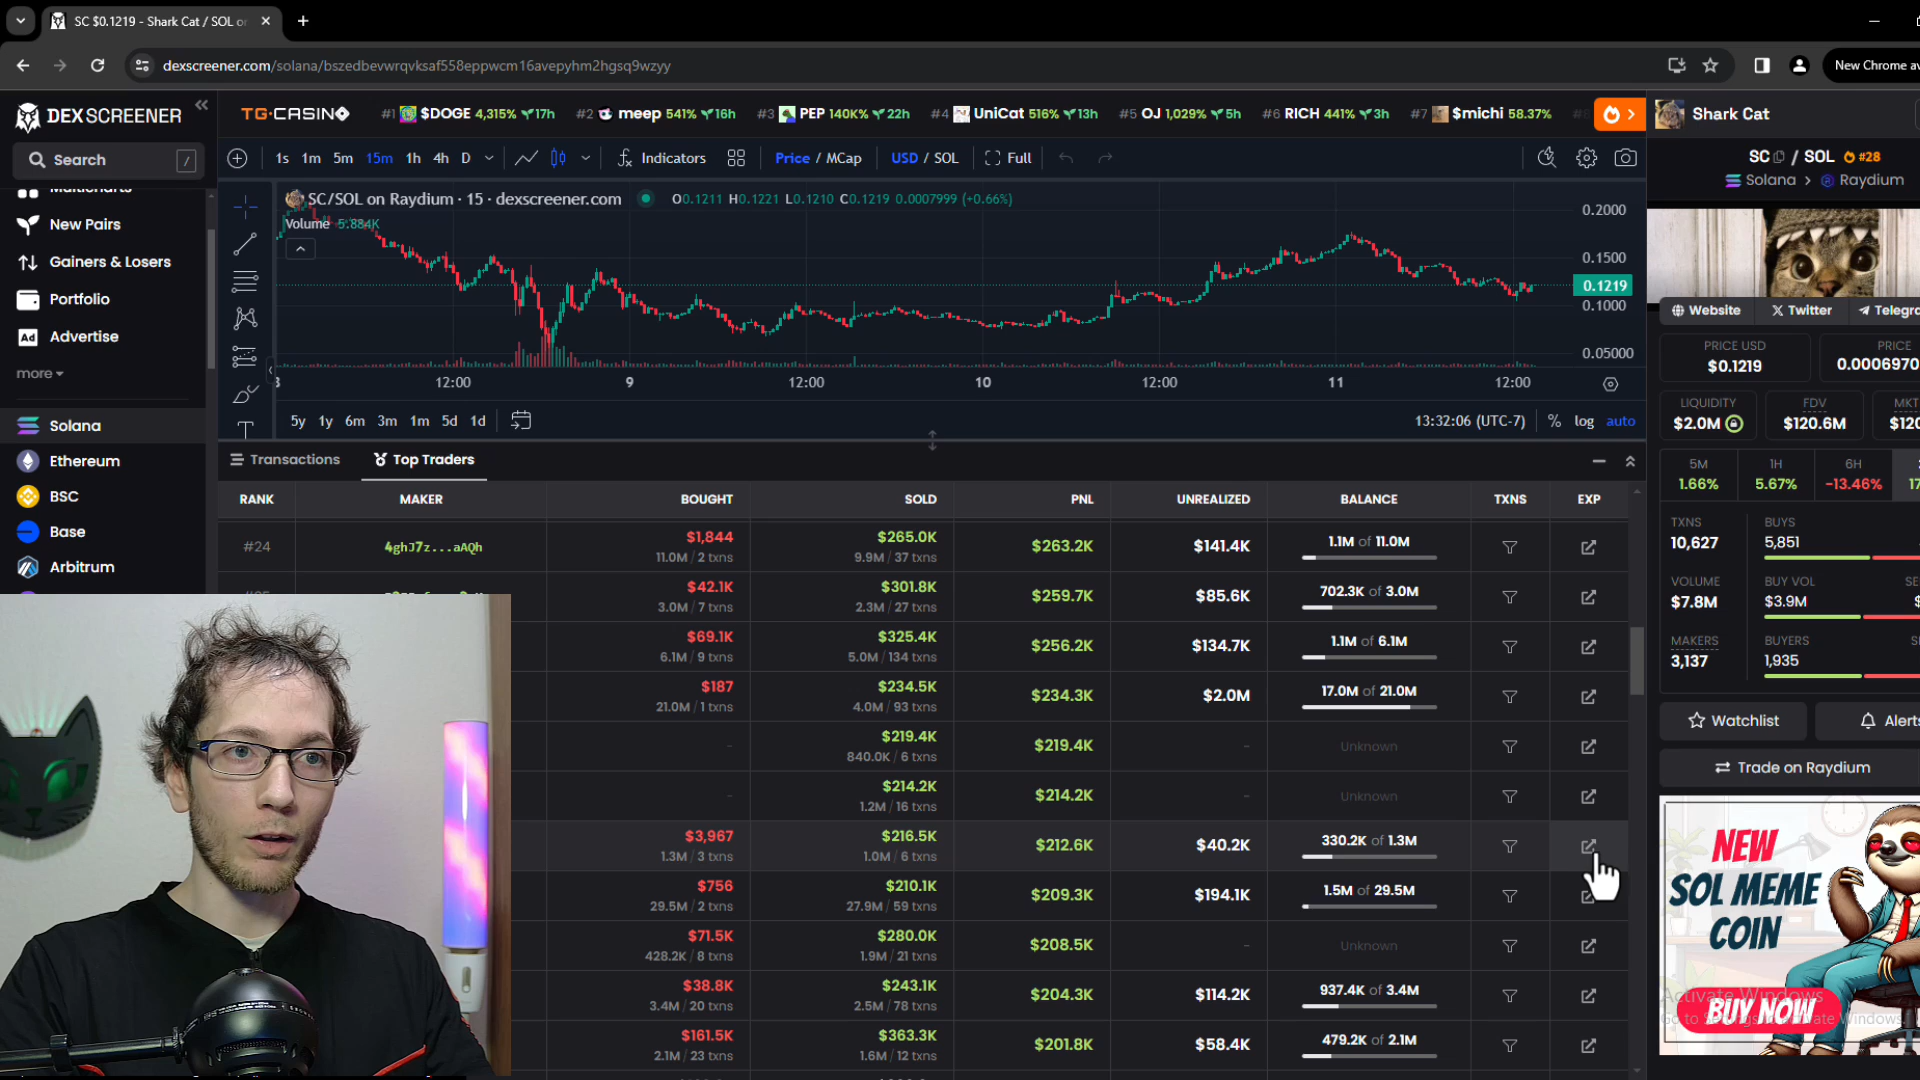 SC $0.1219 - Shark Cat / SOL on
dexscreener.com/solana/bszedbevwrqvksaf558eppwcm16avepyhm2hgsq9wzyy
New Chrome av
DEXSCREENER
Search /
Multicharts
New Pairs
Gainers & Losers
Portfolio
Ad Advertise
more
Solana
Ethereum
BSC
Base
Arbitrum
TG·CASINO
#1 $DOGE 4,315% 17h
#2 meep 541% 16h
#3 PEP 140K% 22h
#4 UniCat 516% 13h
#5 OJ 1,029% 5h
#6 RICH 441% 3h
#7 $michi 58.37%
1s 1m 5m 15m 1h 4h D
Indicators
Price / MCap
USD / SOL
Full
SC/SOL on Raydium · 15 · dexscreener.com
O0.1211 H0.1221 L0.1210 C0.1219 0.0007999 (+0.66%)
Volume 5.884K
0.2000
0.1500
0.1219
0.1000
0.05000
12:00 9 12:00 10 12:00 11 12:00
5y 1y 6m 3m 1m 5d 1d
13:32:06 (UTC-7) % log auto
Transactions
Top Traders
RANK MAKER BOUGHT SOLD PNL UNREALIZED BALANCE TXNS EXP
#24 4ghJ7z...aAQh $1,844 $265.0K $263.2K $141.4K 1.1M of 11.0M
11.0M / 2 txns 9.9M / 37 txns
$42.1K $301.8K $259.7K $85.6K 702.3K of 3.0M
3.0M / 7 txns 2.3M / 27 txns
$69.1K $325.4K $256.2K $134.7K 1.1M of 6.1M
6.1M / 9 txns 5.0M / 134 txns
$187 $234.5K $234.3K $2.0M 17.0M of 21.0M
21.0M / 1 txns 4.0M / 93 txns
- $219.4K $219.4K - Unknown
840.0K / 6 txns
- $214.2K $214.2K - Unknown
1.2M / 16 txns
$3,967 $216.5K $212.6K $40.2K 330.2K of 1.3M
1.3M / 3 txns 1.0M / 6 txns
$756 $210.1K $209.3K $194.1K 1.5M of 29.5M
29.5M / 2 txns 27.9M / 59 txns
$71.5K $280.0K $208.5K - Unknown
428.2K / 8 txns 1.9M / 21 txns
$38.8K $243.1K $204.3K $114.2K 937.4K of 3.4M
3.4M / 20 txns 2.5M / 78 txns
$161.5K $363.3K $201.8K $58.4K 479.2K of 2.1M
2.1M / 23 txns 1.6M / 12 txns
Shark Cat
SC / SOL #28
Solana > Raydium
Website
Twitter
Telegra
PRICE USD
$0.1219
PRICE
0.0006970
LIQUIDITY
$2.0M
FDV
$120.6M
MKT
$120
5M
1.66%
1H
5.67%
6H
-13.46%
17
TXNS
10,627
BUYS
5,851
VOLUME
$7.8M
BUY VOL
$3.9M
SE
$
MAKERS
3,137
BUYERS
1,935
SE
Watchlist
Alerts
Trade on Raydium
NEW
SOL MEME
COIN
BUY NOW
Activate Windows
Go to Settings to activate Windows.